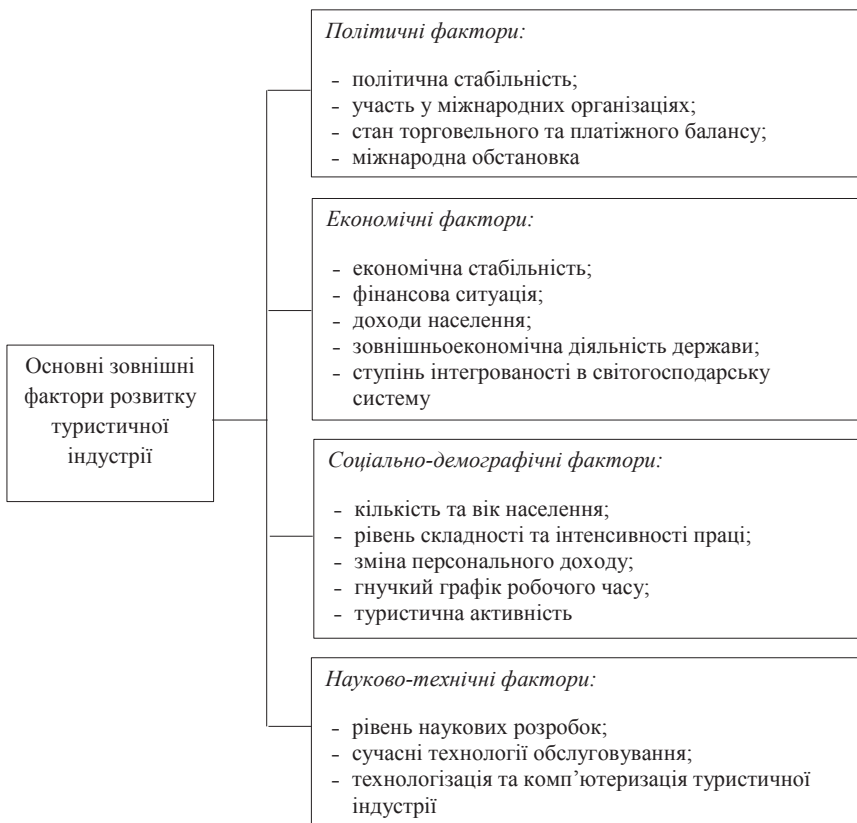 Політичні фактори:
- політична стабільність;
- участь у міжнародних організаціях;
- стан торговельного та платіжного балансу;
- міжнародна обстановка
Економічні фактори:
- економічна стабільність;
- фінансова ситуація;
- доходи населення;
- зовнішньоекономічна діяльність держави;
- ступінь інтегрованості в світогосподарську
систему
Основні зовнішні
фактори розвитку
туристичної
індустрії
Соціально-демографічні фактори:
- кількість та вік населення;
- рівень складності та інтенсивності праці;
- зміна персонального доходу;
- гнучкий графік робочого часу;
- туристична активність
Науково-технічні фактори:
- рівень наукових розробок;
- сучасні технології обслуговування;
- технологізація та комп’ютеризація туристичної
індустрії